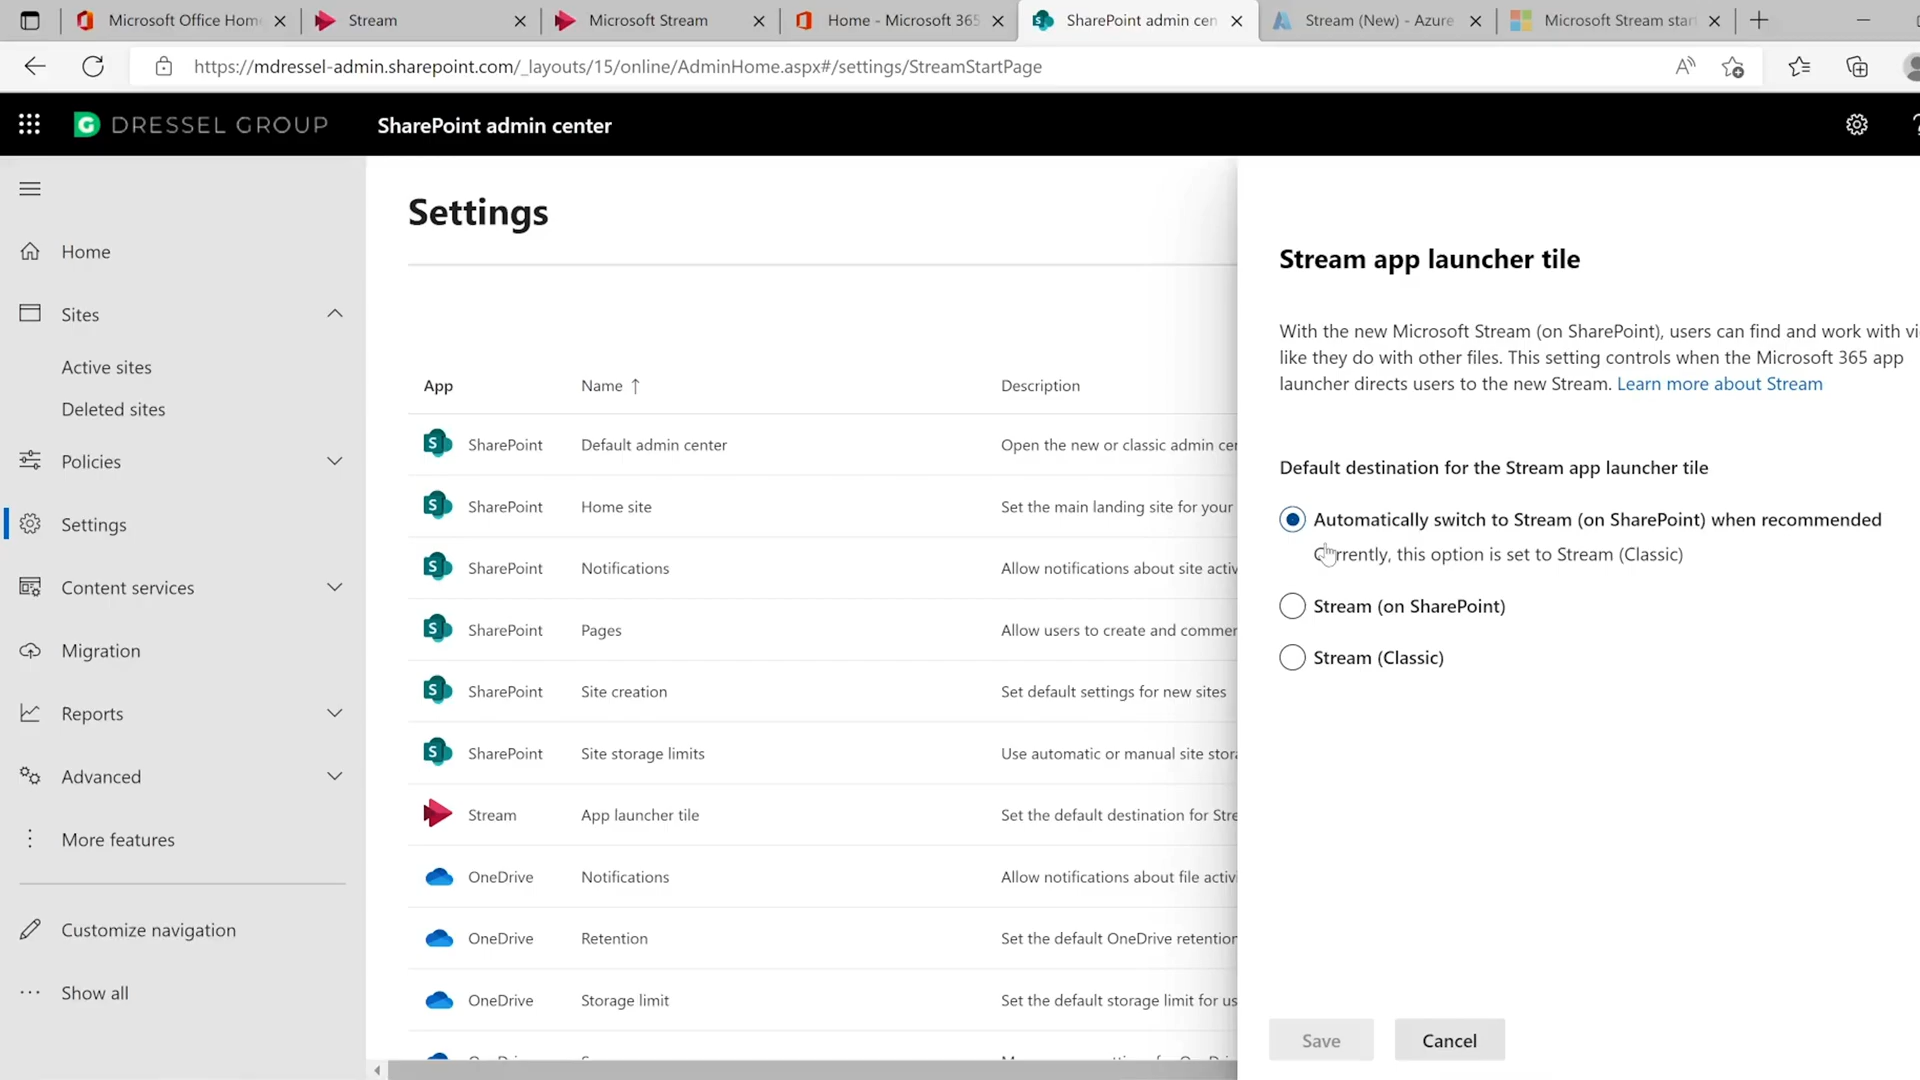 Microsoft Office Home
Stream
Microsoft Stream
Home - Microsoft 365
SharePoint admin cen
Stream (New) - Azure
Microsoft Stream star
https://mdressel-admin.sharepoint.com/_layouts/15/online/AdminHome.aspx#/settings/StreamStartPage
G DRESSEL GROUP
SharePoint admin center
Home
Sites
Active sites
Deleted sites
Policies
Settings
Content services
Migration
Reports
Advanced
More features
Customize navigation
Show all
Settings
App Name ↑ Description
SharePoint Default admin center Open the new or classic admin cer
SharePoint Home site Set the main landing site for your
SharePoint Notifications Allow notifications about site activ
SharePoint Pages Allow users to create and commer
SharePoint Site creation Set default settings for new sites
SharePoint Site storage limits Use automatic or manual site stora
Stream App launcher tile Set the default destination for Stre
OneDrive Notifications Allow notifications about file activi
OneDrive Retention Set the default OneDrive retention
OneDrive Storage limit Set the default storage limit for us
Stream app launcher tile
With the new Microsoft Stream (on SharePoint), users can find and work with vi
like they do with other files. This setting controls when the Microsoft 365 app
launcher directs users to the new Stream. Learn more about Stream
Default destination for the Stream app launcher tile
Automatically switch to Stream (on SharePoint) when recommended
Currently, this option is set to Stream (Classic)
Stream (on SharePoint)
Stream (Classic)
Save Cancel